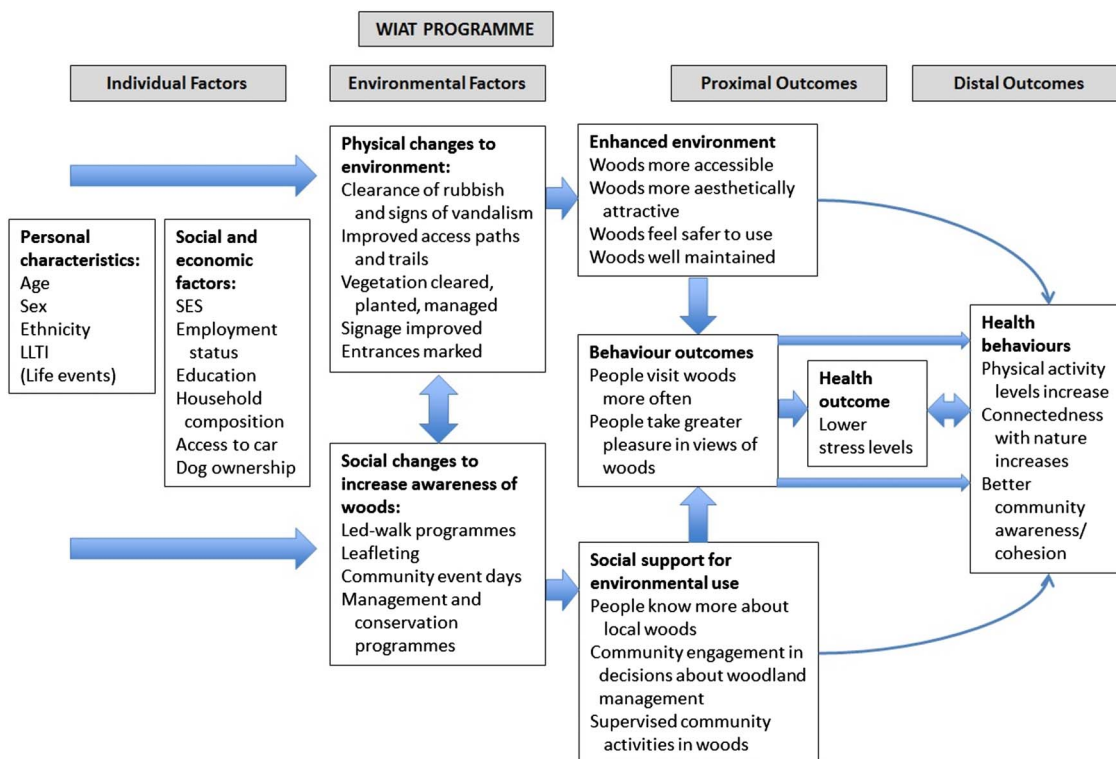 WIAT PROGRAMME
Individual Factors
Environmental Factors
Proximal Outcomes
Distal Outcomes
Personal
characteristics:
Age
Sex
Ethnicity
LLTI
(Life events)
Social and
economic
factors:
SES
Employment
status
Education
Household
composition
Access to car
Dog ownership
Physical changes to
environment:
Clearance of rubbish
and signs of vandalism
Improved access paths
and trails
Vegetation cleared,
planted, managed
Signage improved
Entrances marked
Social changes to
increase awareness of
woods:
Led-walk programmes
Leafleting
Community event days
Management and
conservation
programmes
Enhanced environment
Woods more accessible
Woods more aesthetically
attractive
Woods feel safer to use
Woods well maintained
Behaviour outcomes
People visit woods
more often
People take greater
pleasure in views of
woods
Social support for
environmental use
People know more about
local woods
Community engagement in
decisions about woodland
management
Supervised community
activities in woods
Health
outcome
Lower
stress levels
Health
behaviours
Physical activity
levels increase
Connectedness
with nature
increases
Better
community
awareness/
cohesion